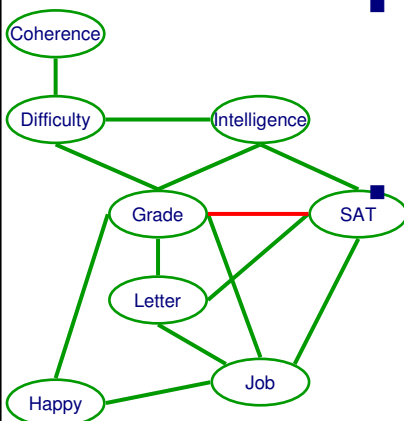 Coherence
Difficulty
Intelligence
Grade
SAT
Letter
Job
Happy